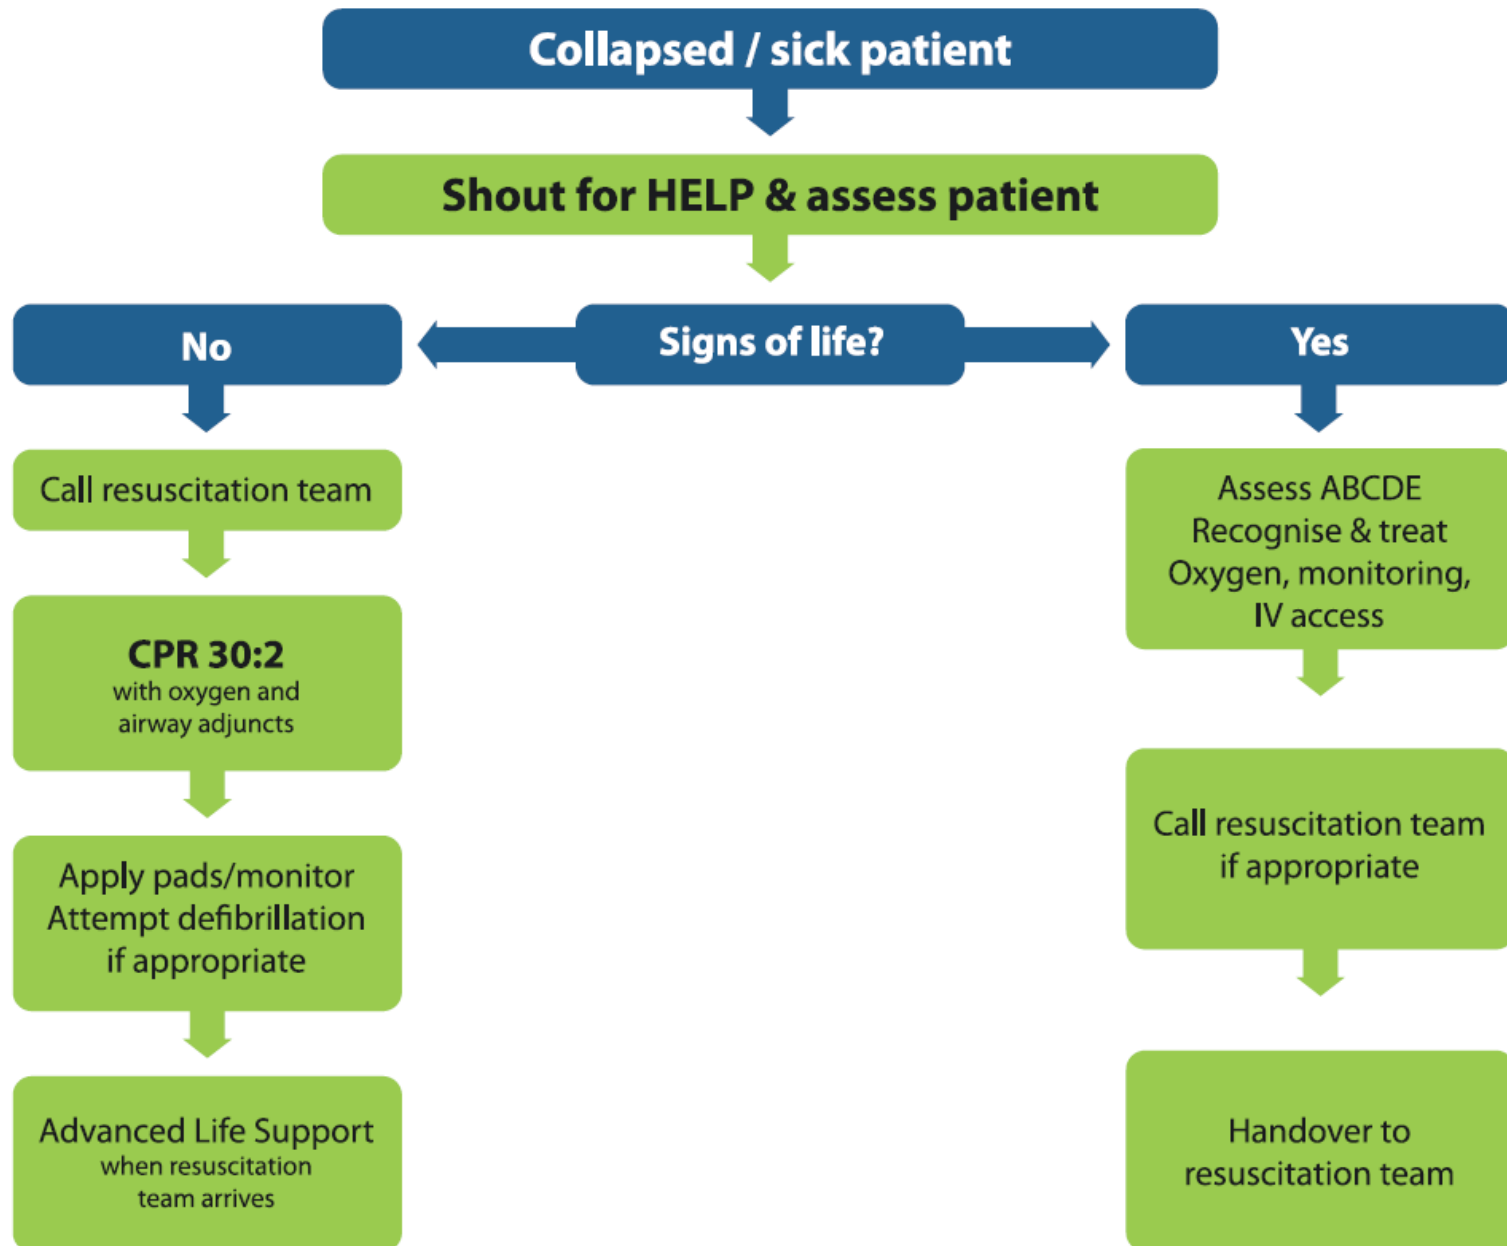 Collapsed / sick patient
Shout for HELP & assess patient
Signs of life?
No
Call resuscitation team
CPR 30:2
with oxygen and
airway adjuncts
Apply pads/monitor
Attempt defibrillation
if appropriate
Advanced Life Support
when resuscitation
team arrives
Yes
Assess ABCDE
Recognise & treat
Oxygen, monitoring,
IV access
Call resuscitation team
if appropriate
Handover to
resuscitation team